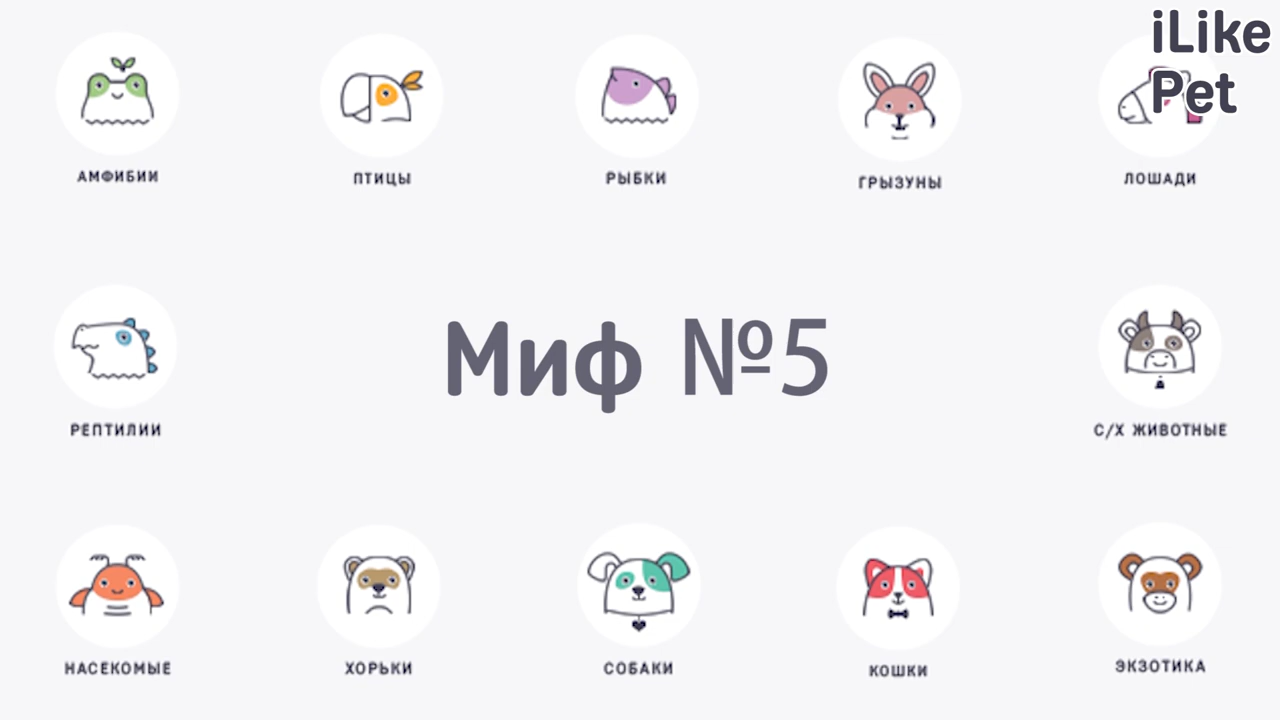 iLike
Pet
АМФИБИИ
ПТИЦЫ
РЫБКИ
ГРЫЗУНЫ
ЛОШАДИ
РЕПТИЛИИ
Миф №5
С/Х ЖИВОТНЫЕ
НАСЕКОМЫЕ
ХОРЬКИ
СОБАКИ
КОШКИ
ЭКЗОТИКА